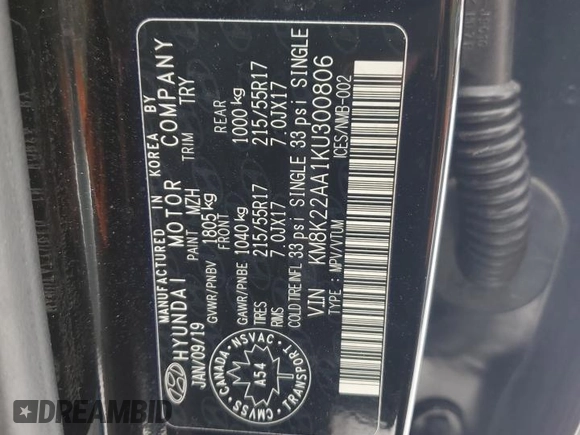 MANUFACTURED IN KOREA BY
HYUNDAI MOTOR COMPANY
JAN/09/19 PAINT MZH TRIM TRY
GVWR/PNBV 1805 kg
FRONT REAR
GAWR/PNBE 1040 kg 1000 kg
TIRES 215/55R17 215/55R17
RIMS 7.0JX17 7.0JX17
COLD TIRE INFL 33 psi SINGLE 33 psi SINGLE
VIN KM8K22AA1KU300806
TYPE : MPV/VTUM ICES/NMB-002
CANADA · NSVAC · TRANSPORT · CMVSS
A54
DREAMBID